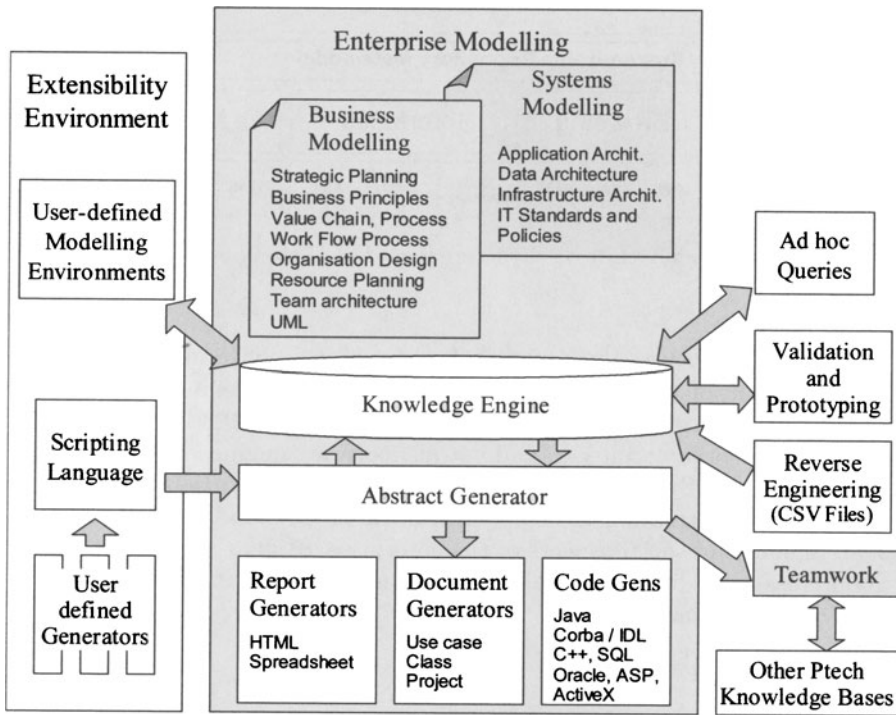 Enterprise Modelling
Extensibility
Environment
Systems
Modelling
Business
Modelling
Application Archit.
Data Architecture
Infrastructure Archit.
IT Standards and
Policies
Strategic Planning
Business Principles
Value Chain, Process
Work Flow Process
Organisation Design
Resource Planning
Team architecture
UML
User-defined
Modelling
Environments
Ad hoc
Queries
Knowledge Engine
Validation
and
Prototyping
Scripting
Language
Abstract Generator
Reverse
Engineering
(CSV Files)
User
defined
Generators
Report
Generators
HTML
Spreadsheet
Document
Generators
Use case
Class
Project
Code Gens
Java
Corba / IDL
C++, SQL
Oracle, ASP,
ActiveX
Teamwork
Other Ptech
Knowledge Bases